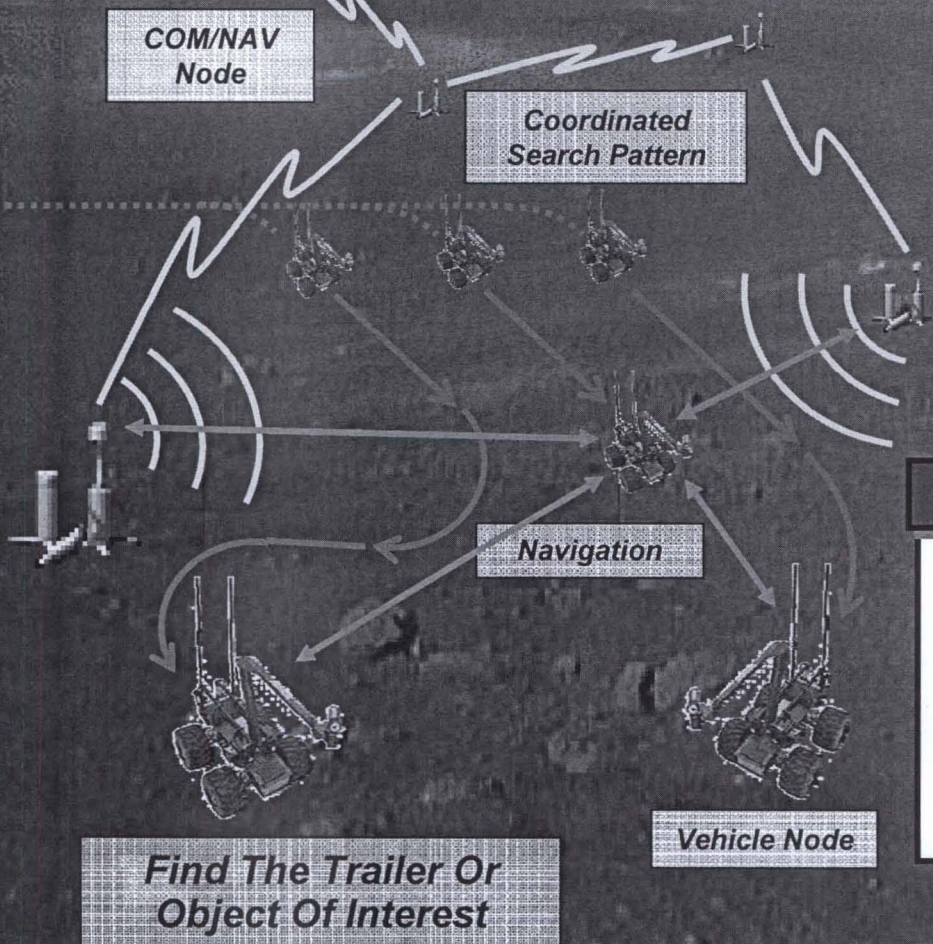 COM/NAV
Node
Coordinated
Search Pattern
Navigation
Vehicle Node
Find The Trailer Or
Object Of Interest